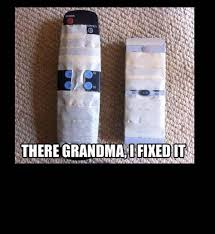 THERE GRANDMA, I FIXED IT